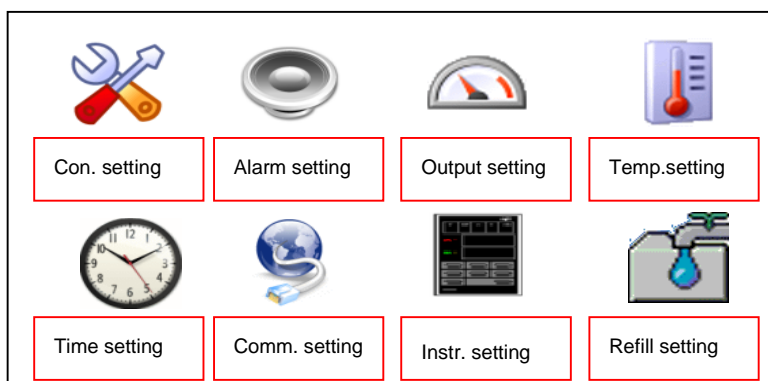 Con. setting
Alarm setting
Output setting
Temp.setting
Time setting
Comm. setting
Instr. setting
Refill setting